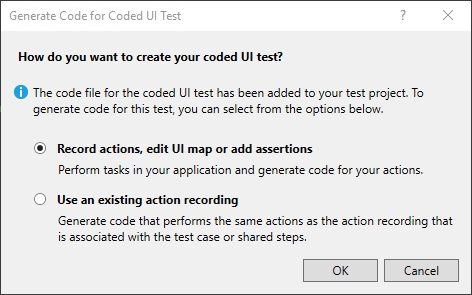 Generate Code for Coded UI Test
? ×
How do you want to create your coded UI test?
The code file for the coded UI test has been added to your test project. To
generate code for this test, you can select from the options below.
Record actions, edit UI map or add assertions
Perform tasks in your application and generate code for your actions.
Use an existing action recording
Generate code that performs the same actions as the action recording that
is associated with the test case or shared steps.
OK Cancel